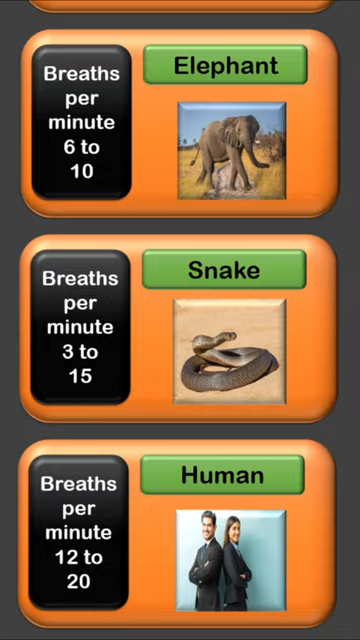 Elephant
Breaths
per
minute
6 to
10
Snake
Breaths
per
minute
3 to
15
Human
Breaths
per
minute
12 to
20